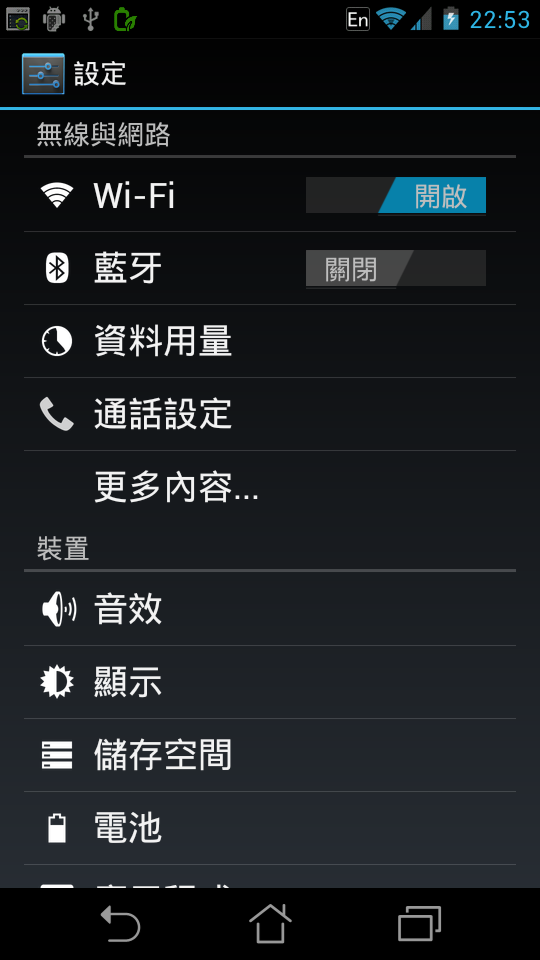 En 22:53
設定
無線與網路
Wi-Fi 開啟
藍牙 關閉
資料用量
通話設定
更多內容...
裝置
音效
顯示
儲存空間
電池